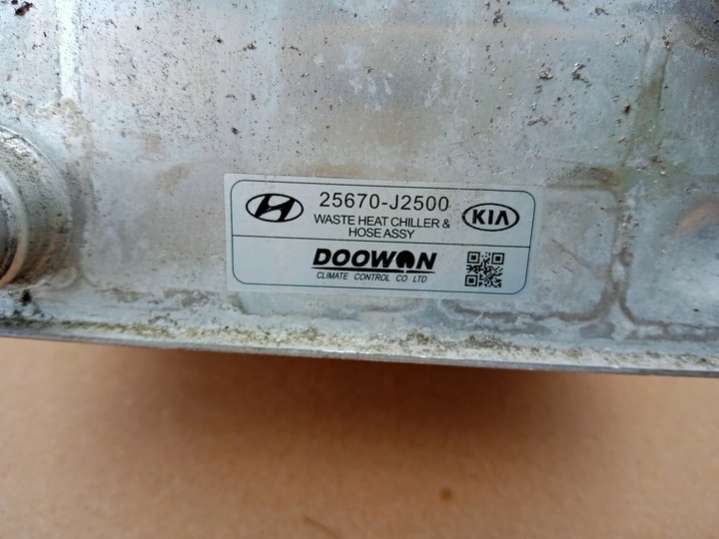 25670-J2500
WASTE HEAT CHILLER &
HOSE ASSY
KIA
DOOWON
CLIMATE CONTROL CO LTD